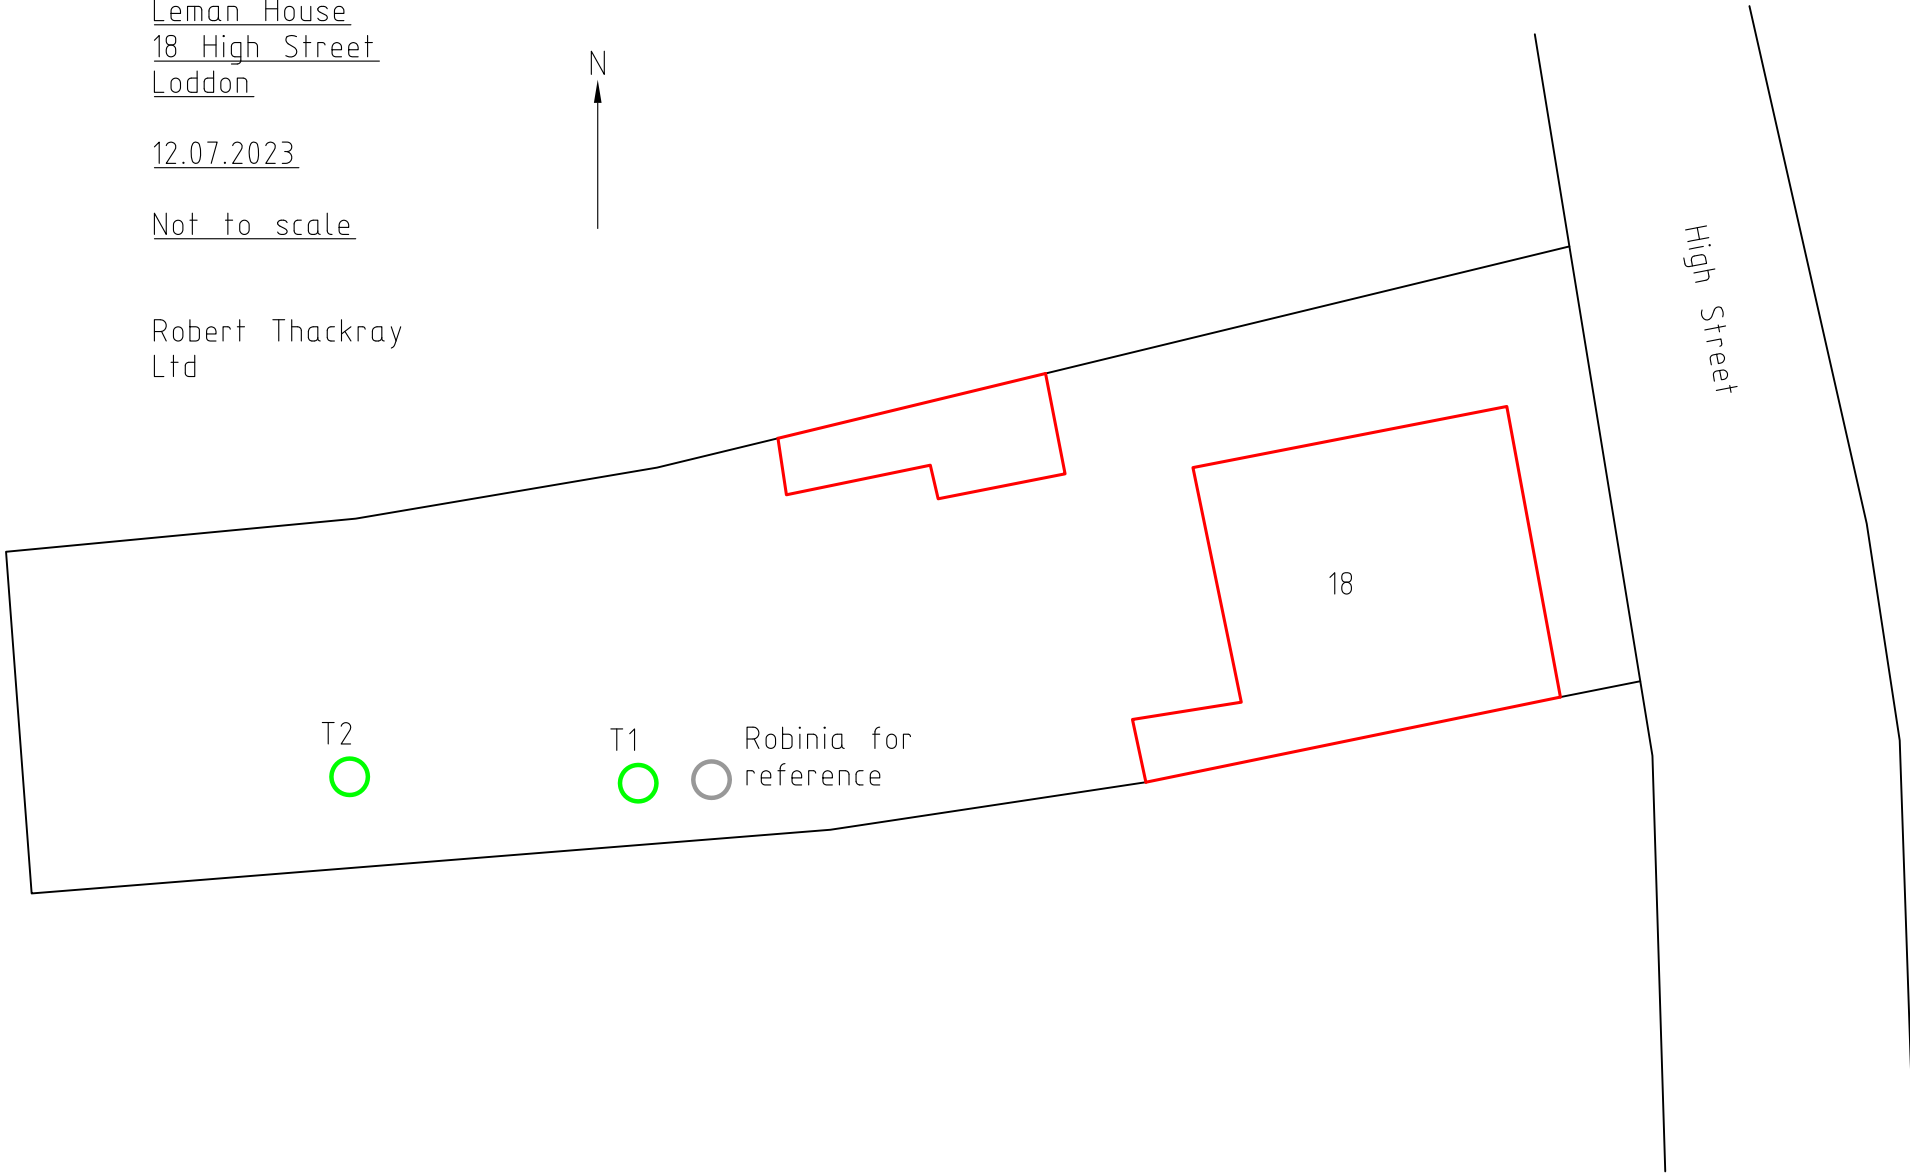 Leman House
18 High Street
Loddon
12.07.2023
Not to scale
Robert Thackray
Ltd
N
High Street
18
T2
T1
Robinia for
reference